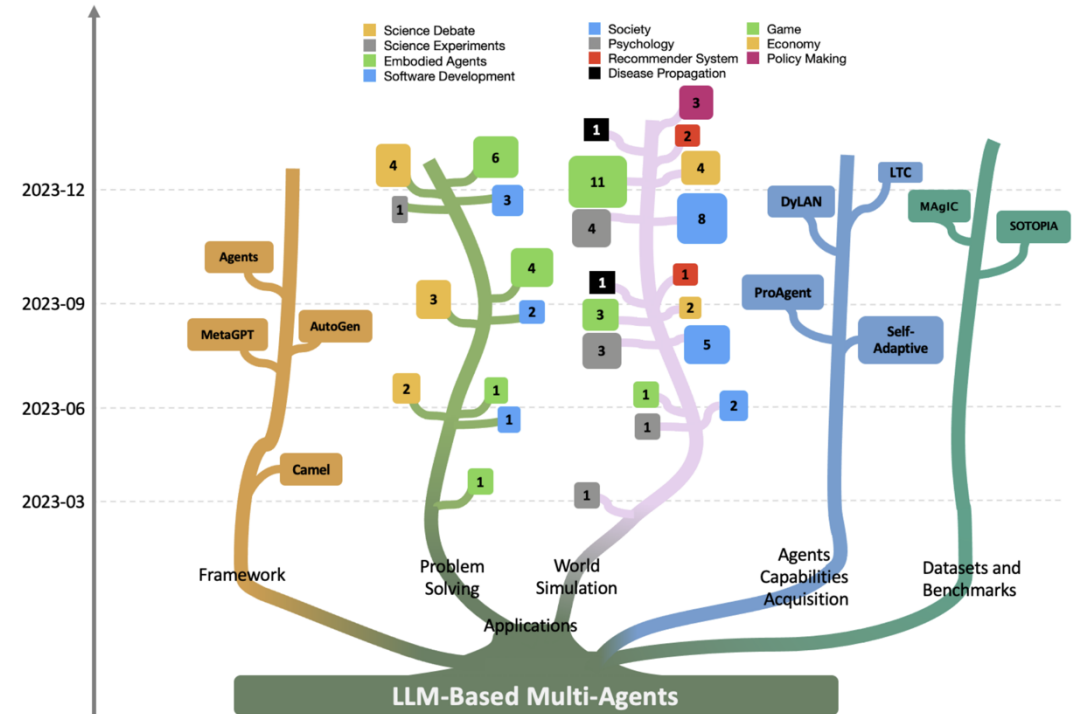 Science Debate
Science Experiments
Embodied Agents
Software Development
Society
Psychology
Recommender System
Disease Propagation
Game
Economy
Policy Making
2023-12
2023-09
2023-06
2023-03
Agents
MetaGPT
AutoGen
Camel
Framework
4
6
1
3
4
3
2
2
1
1
1
Problem
Solving
3
1
2
11
4
4
8
1
1
3
2
3
5
1
2
1
1
World
Simulation
Applications
LTC
DyLAN
ProAgent
Self-
Adaptive
Agents
Capabilities
Acquisition
MAgIC
SOTOPIA
Datasets and
Benchmarks
LLM-Based Multi-Agents